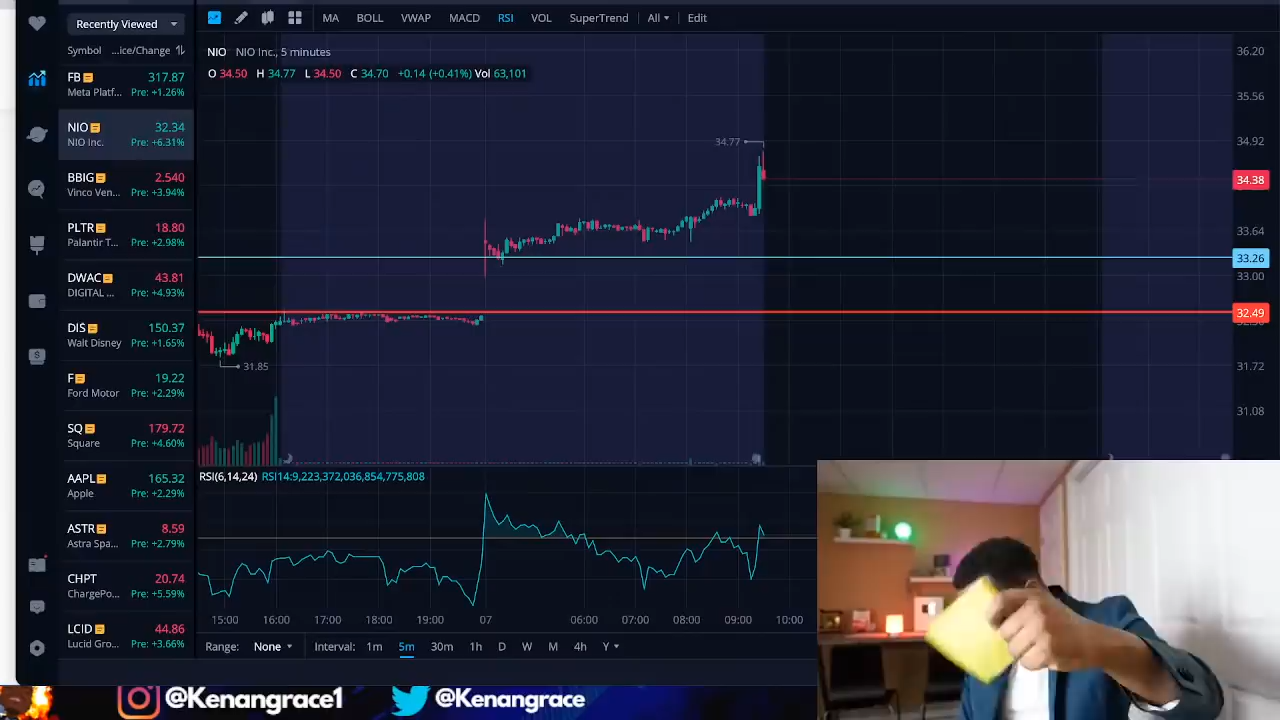 Recently Viewed
MA BOLL VWAP MACD RSI VOL SuperTrend All Edit
Symbol ...ice/Change
FB 317.87
Meta Platf... Pre: +1.26%
NIO 32.34
NIO Inc. Pre: +6.31%
BBIG 2.540
Vinco Ven... Pre: +3.94%
PLTR 18.80
Palantir T... Pre: +2.98%
DWAC 43.81
DIGITAL ... Pre: +4.93%
DIS 150.37
Walt Disney Pre: +1.65%
F 19.22
Ford Motor Pre: +2.29%
SQ 179.72
Square Pre: +4.60%
AAPL 165.32
Apple Pre: +2.29%
ASTR 8.59
Astra Spa... Pre: +2.79%
CHPT 20.74
ChargePo... Pre: +5.59%
LCID 44.86
Lucid Gro... Pre: +3.66%
NIO NIO Inc., 5 minutes
O 34.50 H 34.77 L 34.50 C 34.70 +0.14 (+0.41%) Vol 63,101
34.77
31.85
36.20
35.56
34.92
34.38
33.64
33.26
33.00
32.49
31.72
31.08
RSI(6,14,24) RSI14:9,223,372,036,854,775,808
15:00 16:00 17:00 18:00 19:00 07 06:00 07:00 08:00 09:00 10:00
Range: None Interval: 1m 5m 30m 1h D W M 4h Y
@Kenangrace1 @Kenangrace